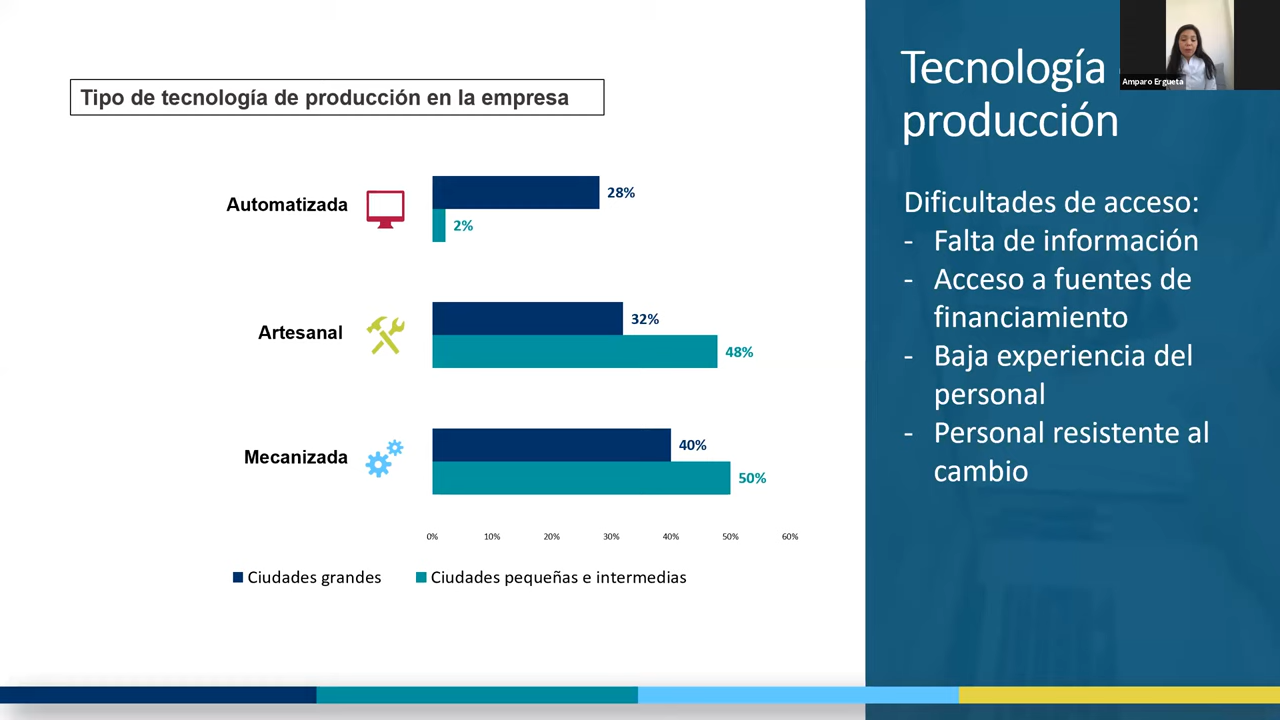 Tipo de tecnología de producción en la empresa
Automatizada
28%
2%
Artesanal
32%
48%
Mecanizada
40%
50%
0% 10% 20% 30% 40% 50% 60%
Ciudades grandes Ciudades pequeñas e intermedias
Tecnología
producción
Amparo Ergueta
Dificultades de acceso:
- Falta de información
- Acceso a fuentes de
financiamiento
- Baja experiencia del
personal
- Personal resistente al
cambio